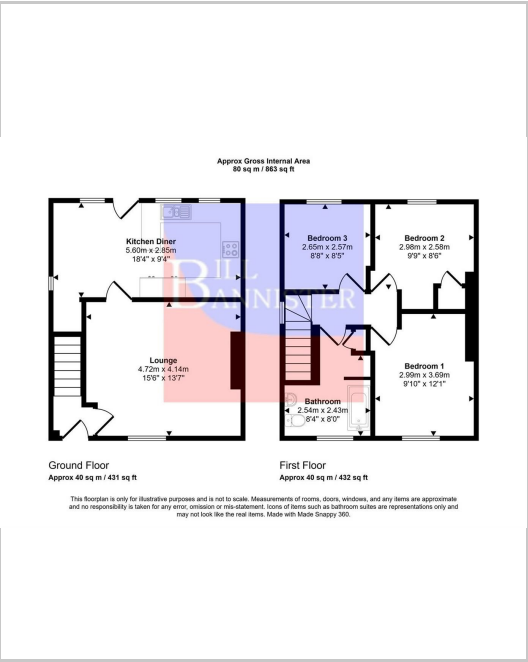 Approx Gross Internal Area
80 sq m / 863 sq ft
Kitchen Diner
5.60m x 2.85m
18'4" x 9'4"
Lounge
4.72m x 4.14m
15'6" x 13'7"
Bedroom 3
2.65m x 2.57m
8'8" x 8'5"
Bedroom 2
2.98m x 2.58m
9'9" x 8'6"
Bedroom 1
2.99m x 3.69m
9'10" x 12'1"
Bathroom
2.54m x 2.43m
8'4" x 8'0"
BILL
BANNISTER
Ground Floor
Approx 40 sq m / 431 sq ft
First Floor
Approx 40 sq m / 432 sq ft
This floorplan is only for illustrative purposes and is not to scale. Measurements of rooms, doors, windows, and any items are approximate
and no responsibility is taken for any error, omission or mis-statement. Icons of items such as bathroom suites are representations only and
may not look like the real items. Made with Made Snappy 360.